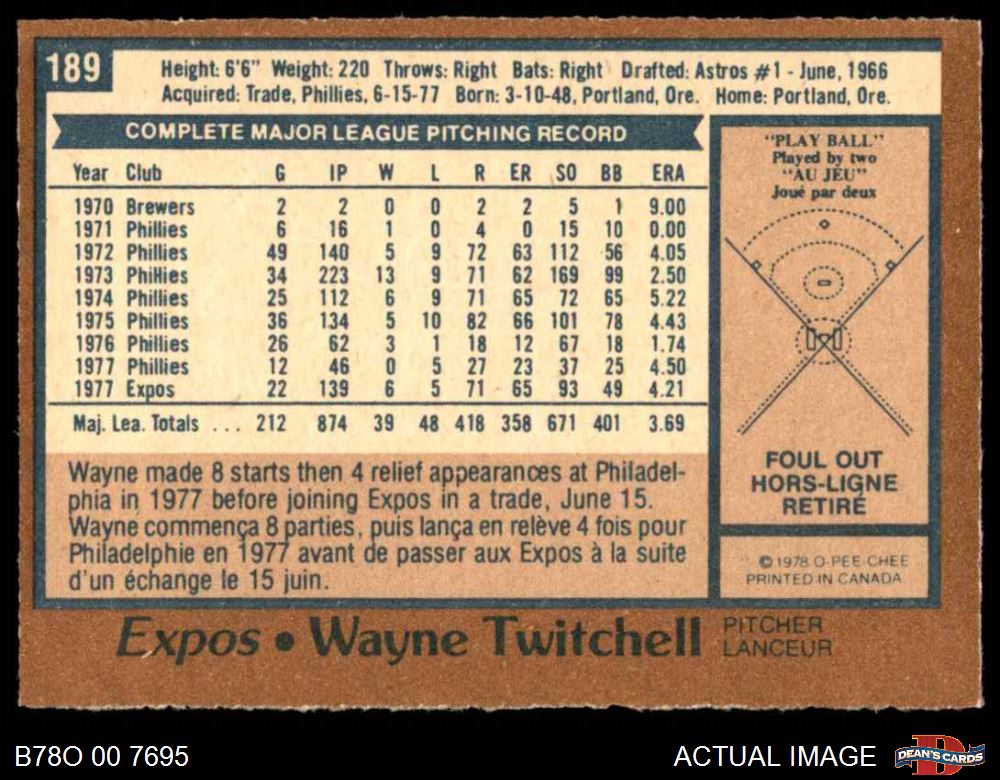 189
Height: 6'6" Weight: 220 Throws: Right Bats: Right Drafted: Astros #1 - June, 1966
Acquired: Trade, Phillies, 6-15-77 Born: 3-10-48, Portland, Ore. Home: Portland, Ore.
COMPLETE MAJOR LEAGUE PITCHING RECORD
Year Club G IP W L R ER SO BB ERA
1970 Brewers 2 2 0 0 2 2 5 1 9.00
1971 Phillies 6 16 1 0 4 0 15 10 0.00
1972 Phillies 49 140 5 9 72 63 112 56 4.05
1973 Phillies 34 223 13 9 71 62 169 99 2.50
1974 Phillies 25 112 6 9 71 65 72 65 5.22
1975 Phillies 36 134 5 10 82 66 101 78 4.43
1976 Phillies 26 62 3 1 18 12 67 18 1.74
1977 Phillies 12 46 0 5 27 23 37 25 4.50
1977 Expos 22 139 6 5 71 65 93 49 4.21
Maj. Lea. Totals ... 212 874 39 48 418 358 671 401 3.69
Wayne made 8 starts then 4 relief appearances at Philadel-
phia in 1977 before joining Expos in a trade, June 15.
Wayne commença 8 parties, puis lança en relève 4 fois pour
Philadelphie en 1977 avant de passer aux Expos à la suite
d'un échange le 15 juin.
"PLAY BALL"
Played by two
"AU JEU"
Joué par deux
FOUL OUT
HORS-LIGNE
RETIRÉ
© 1978 O-PEE-CHEE
PRINTED IN CANADA
Expos • Wayne Twitchell
PITCHER
LANCEUR
B78O 00 7695
ACTUAL IMAGE
DEAN'S CARDS